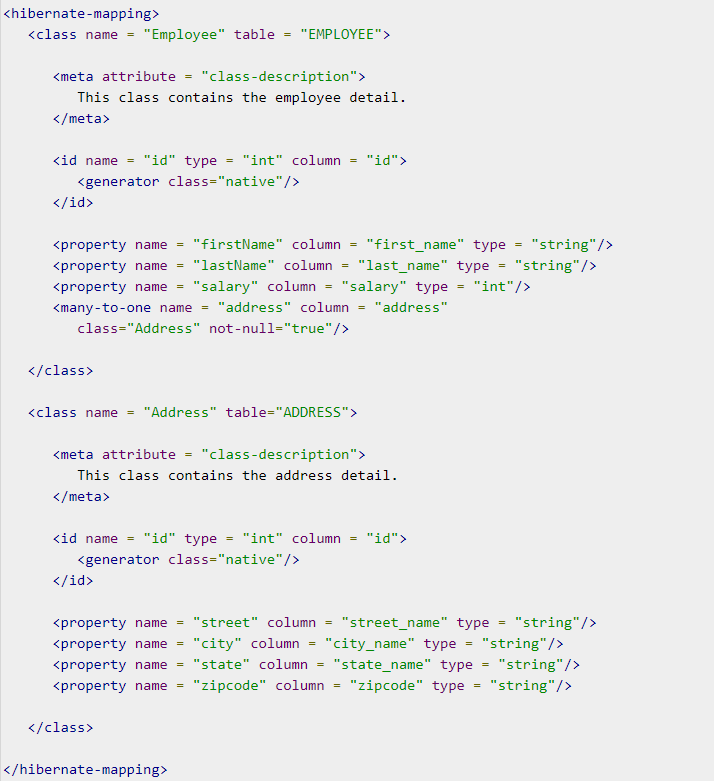 <hibernate-mapping>
<class name = "Employee" table = "EMPLOYEE">
<meta attribute = "class-description">
This class contains the employee detail.
</meta>
<id name = "id" type = "int" column = "id">
<generator class="native"/>
</id>
<property name = "firstName" column = "first_name" type = "string"/>
<property name = "lastName" column = "last_name" type = "string"/>
<property name = "salary" column = "salary" type = "int"/>
<many-to-one name = "address" column = "address"
class="Address" not-null="true"/>
</class>
<class name = "Address" table="ADDRESS">
<meta attribute = "class-description">
This class contains the address detail.
</meta>
<id name = "id" type = "int" column = "id">
<generator class="native"/>
</id>
<property name = "street" column = "street_name" type = "string"/>
<property name = "city" column = "city_name" type = "string"/>
<property name = "state" column = "state_name" type = "string"/>
<property name = "zipcode" column = "zipcode" type = "string"/>
</class>
</hibernate-mapping>